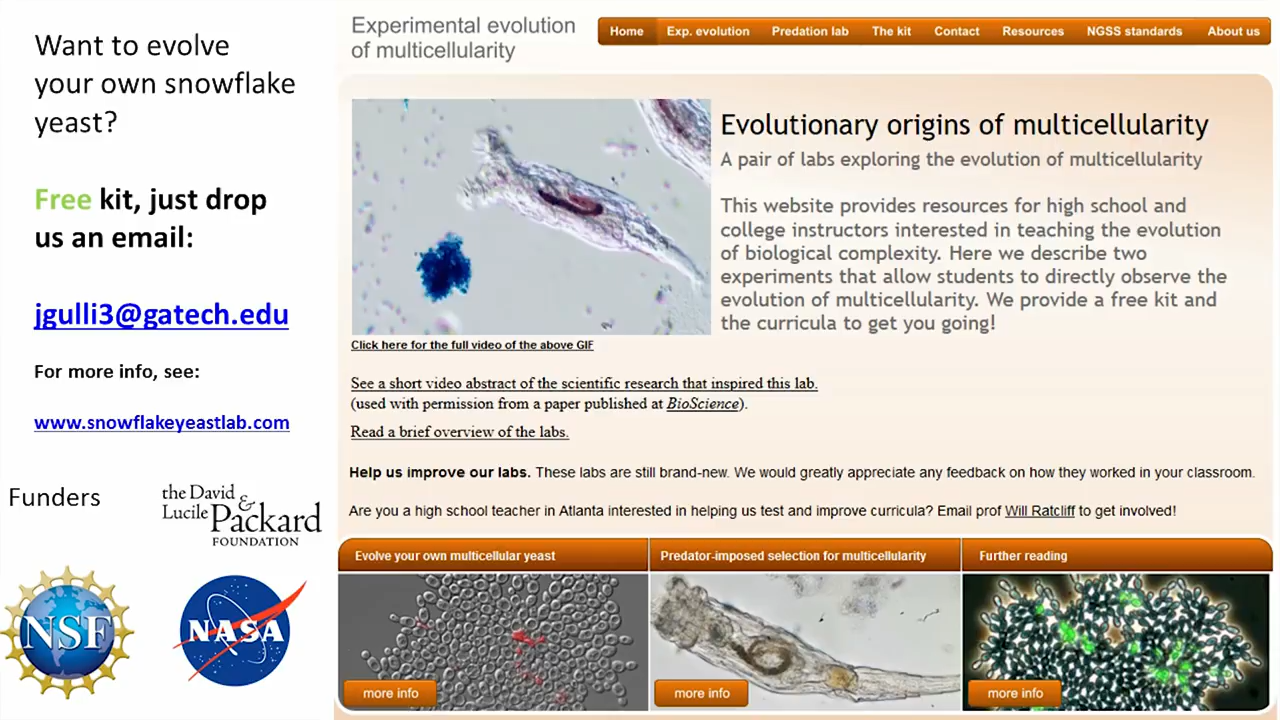 Want to evolve
your own snowflake
yeast?
Free kit, just drop
us an email:
jgulli3@gatech.edu
For more info, see:
www.snowflakeyeastlab.com
Funders
the David
& Lucile Packard
FOUNDATION
NSF
NASA
Experimental evolution
of multicellularity
Home Exp. evolution Predation lab The kit Contact Resources NGSS standards About us
Evolutionary origins of multicellularity
A pair of labs exploring the evolution of multicellularity
This website provides resources for high school and
college instructors interested in teaching the evolution
of biological complexity. Here we describe two
experiments that allow students to directly observe the
evolution of multicellularity. We provide a free kit and
the curricula to get you going!
Click here for the full video of the above GIF
See a short video abstract of the scientific research that inspired this lab.
(used with permission from a paper published at BioScience).
Read a brief overview of the labs.
Help us improve our labs. These labs are still brand-new. We would greatly appreciate any feedback on how they worked in your classroom.
Are you a high school teacher in Atlanta interested in helping us test and improve curricula? Email prof Will Ratcliff to get involved!
Evolve your own multicellular yeast
Predator-imposed selection for multicellularity
Further reading
more info
more info
more info